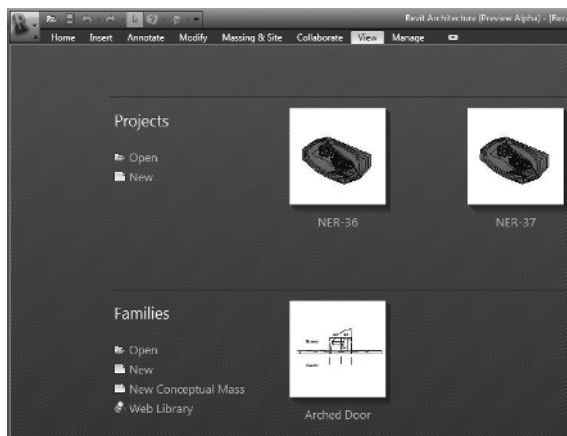 Revit Architecture (Preview Alpha) - [Rec
Home Insert Annotate Modify Massing & Site Collaborate View Manage
Projects
Open
New
NER-36 NER-37
Families
Open
New
New Conceptual Mass
Web Library
Arched Door